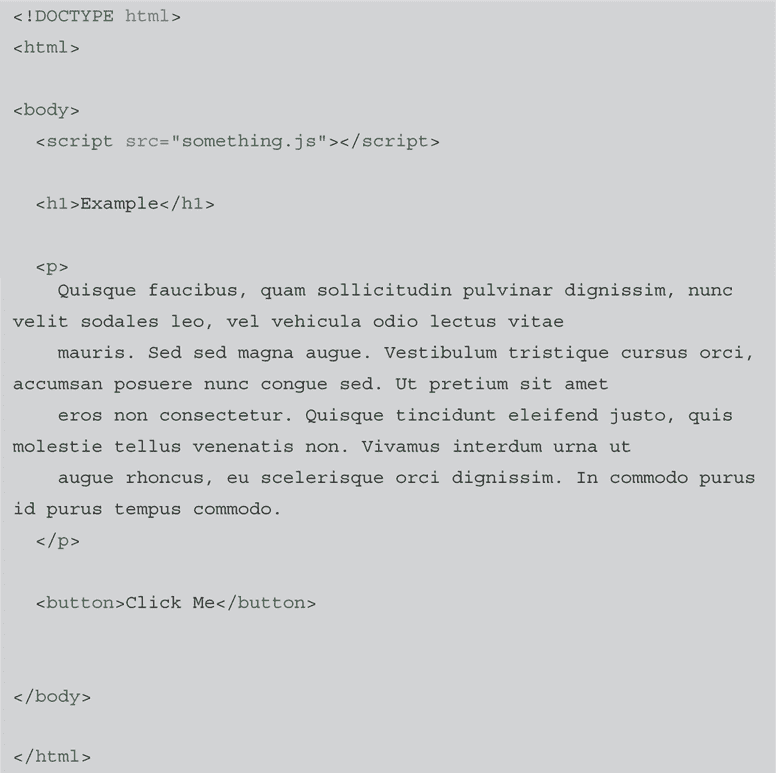 <!DOCTYPE html>
<html>
<body>
<script src="something.js"></script>
<h1>Example</h1>
<p>
Quisque faucibus, quam sollicitudin pulvinar dignissim, nunc
velit sodales leo, vel vehicula odio lectus vitae
mauris. Sed sed magna augue. Vestibulum tristique cursus orci,
accumsan posuere nunc congue sed. Ut pretium sit amet
eros non consectetur. Quisque tincidunt eleifend justo, quis
molestie tellus venenatis non. Vivamus interdum urna ut
augue rhoncus, eu scelerisque orci dignissim. In commodo purus
id purus tempus commodo.
</p>
<button>Click Me</button>
</body>
</html>